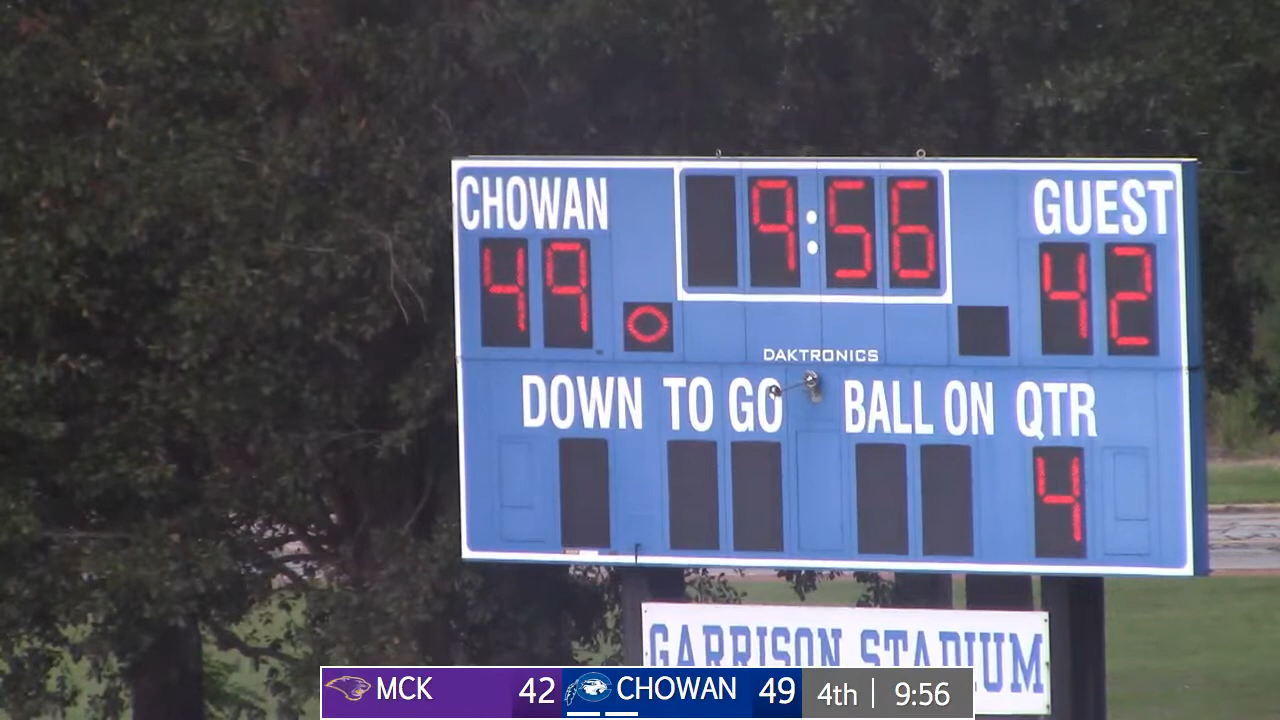 CHOWAN 9:56 GUEST
49 42
DAKTRONICS
DOWN TO GO BALL ON QTR
4
GARRISON STADIUM
MCK 42 CHOWAN 49 4th | 9:56